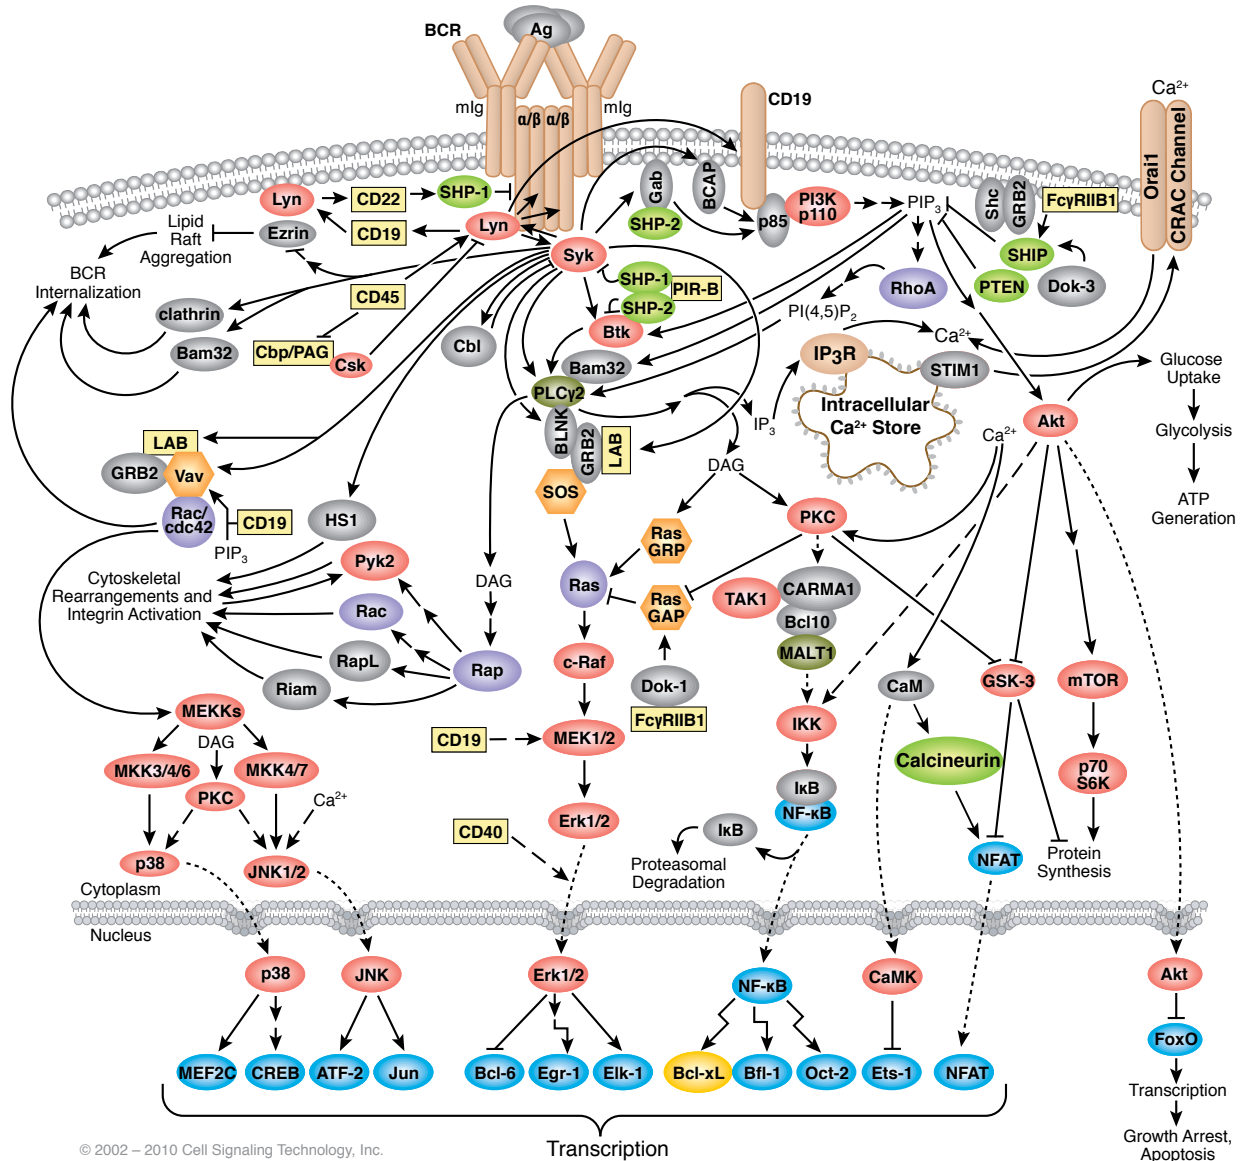 Ag
BCR
mIg
mIg
α/β
α/β
CD19
Ca²⁺
Orai1
CRAC Channel
Lyn
CD22
SHP-1
Lyn
CD19
Ezrin
Lipid
Raft
Aggregation
BCR
Internalization
Syk
Gab
SHP-2
BCAP
p85
PI3K
p110
PIP₃
Shc
GRB2
FcγRIIB1
SHIP
PTEN
Dok-3
RhoA
PI(4,5)P₂
SHP-1
SHP-2
PIR-B
Btk
CD45
Cbp/PAG
Csk
clathrin
Bam32
Cbl
Bam32
PLCγ2
BLNK
GRB2
LAB
SOS
IP₃
IP3R
Ca²⁺
STIM1
Intracellular
Ca²⁺ Store
Akt
Ca²⁺
Glucose
Uptake
Glycolysis
ATP
Generation
LAB
GRB2
Vav
Rac/
cdc42
CD19
PIP₃
HS1
Pyk2
Rac
RapL
Riam
Rap
Cytoskeletal
Rearrangements and
Integrin Activation
DAG
DAG
Ras
GRP
Ras
Ras
GAP
PKC
TAK1
CARMA1
Bcl10
MALT1
c-Raf
Dok-1
FcγRIIB1
CD19
MEK1/2
IKK
CaM
GSK-3
mTOR
MEKKs
DAG
MKK3/4/6
MKK4/7
PKC
Ca²⁺
Calcineurin
p70
S6K
IκB
NF-κB
Erk1/2
CD40
IκB
Proteasomal
Degradation
NFAT
Protein
Synthesis
p38
JNK1/2
Cytoplasm
Nucleus
p38
JNK
Erk1/2
NF-κB
CaMK
Akt
FoxO
MEF2C
CREB
ATF-2
Jun
Bcl-6
Egr-1
Elk-1
Bcl-xL
Bfl-1
Oct-2
Ets-1
NFAT
Transcription
Growth Arrest,
Apoptosis
Transcription
© 2002 – 2010 Cell Signaling Technology, Inc.